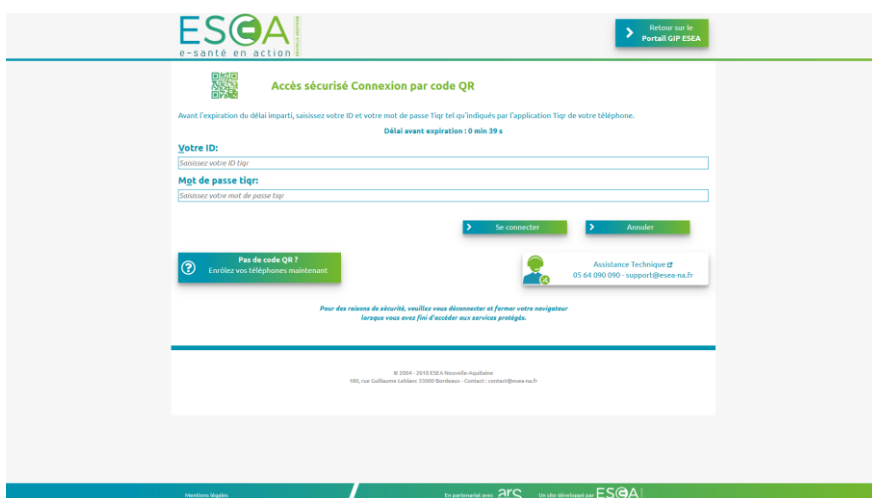 ESEA
e-santé en action
Retour sur le
Portail GIP ESEA
Accès sécurisé Connexion par code QR
Avant l'expiration du délai imparti, saisissez votre ID et votre mot de passe Tiqr tel qu'indiqués par l'application Tiqr de votre téléphone.
Délai avant expiration : 0 min 39 s
Votre ID:
Saisissez votre ID tiqr
Mot de passe tiqr:
Saisissez votre mot de passe tiqr
Se connecter
Annuler
Pas de code QR ?
Enrôlez vos téléphones maintenant
Assistance Technique
05 64 090 090 - support@esea-na.fr
Pour des raisons de sécurité, veuillez vous déconnecter et fermer votre navigateur
lorsque vous avez fini d'accéder aux services protégés.
© 2004 - 2018 ESEA Nouvelle-Aquitaine
180, rue Guillaume Leblanc 33000 Bordeaux - Contact : contact@esea-na.fr
Mentions légales
En partenariat avec ars
Un site développé par ESEA